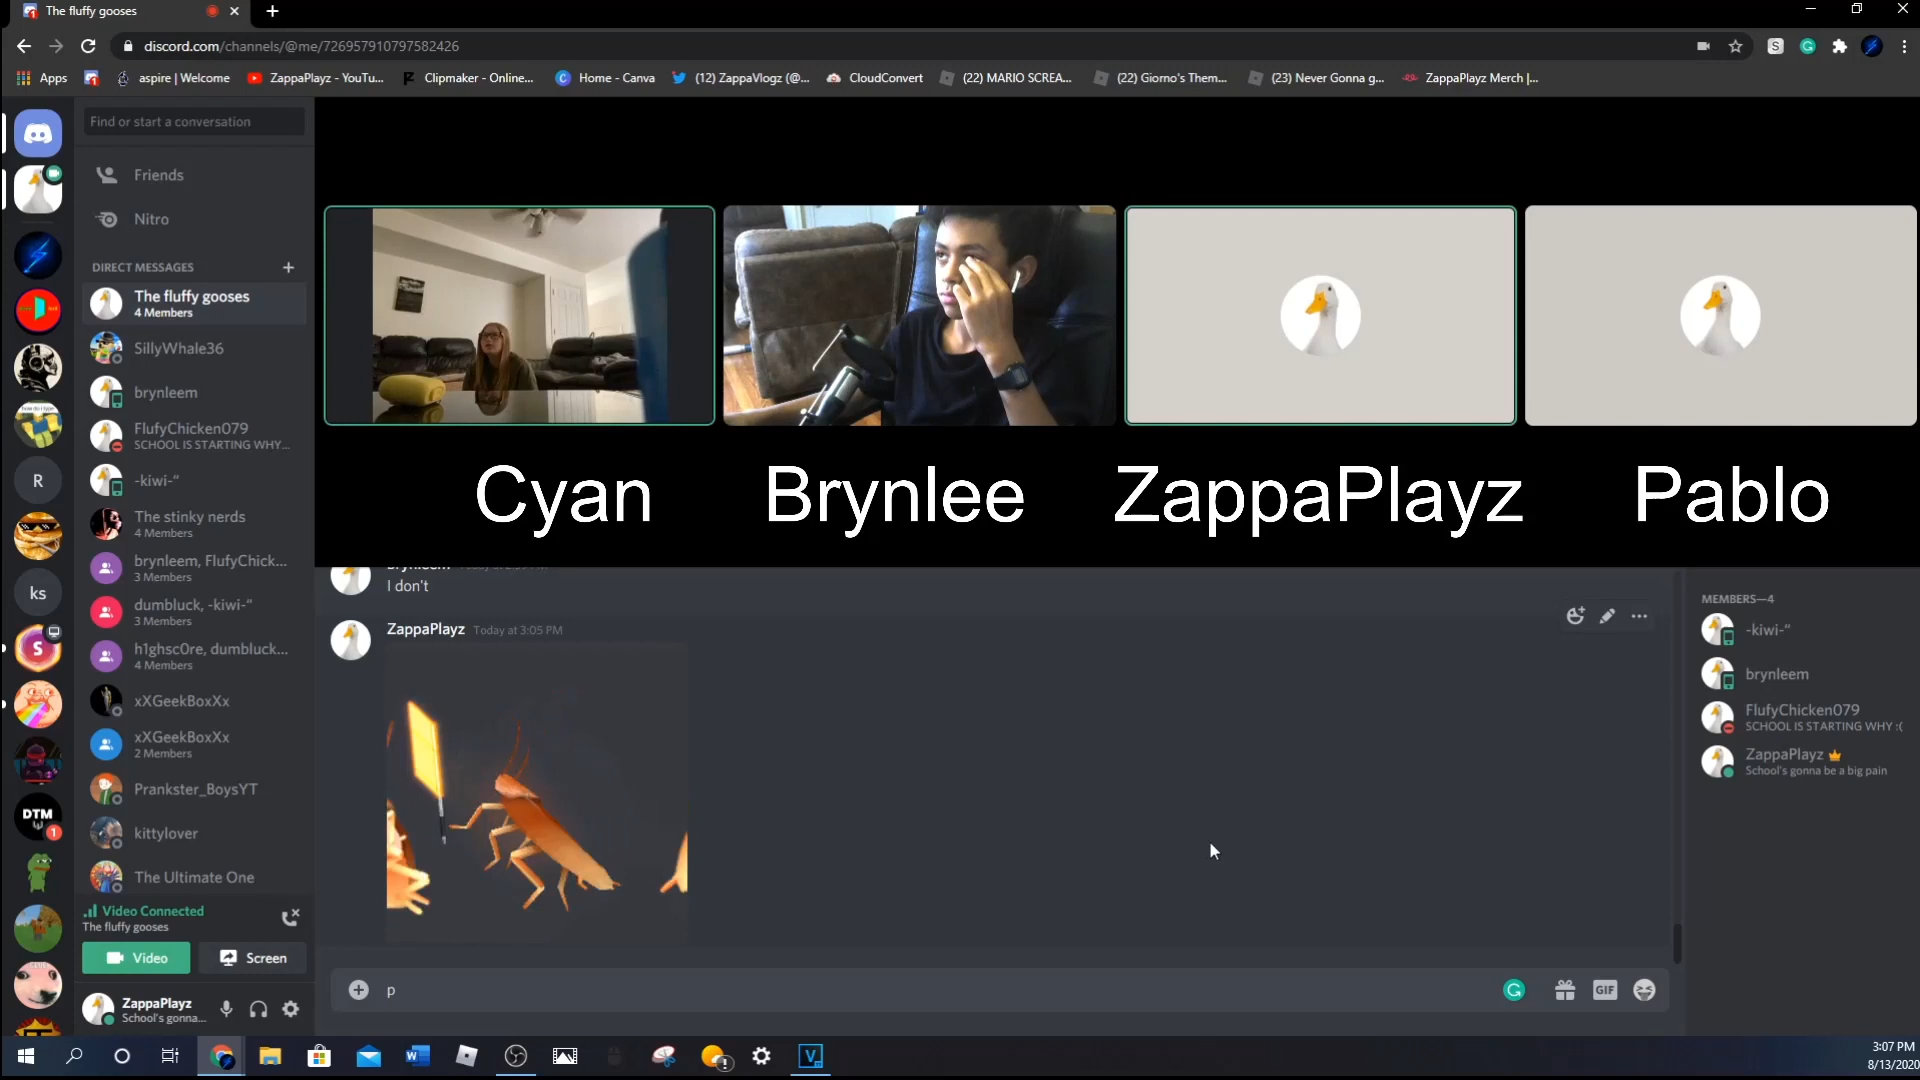 The fluffy gooses
discord.com/channels/@me/726957910797582426
Apps
aspire | Welcome
ZappaPlayz - YouTu...
Clipmaker - Online...
Home - Canva
(12) ZappaVlogz (@...
CloudConvert
(22) MARIO SCREA...
(22) Giorno's Them...
(23) Never Gonna g...
ZappaPlayz Merch |...
Find or start a conversation
Friends
Nitro
DIRECT MESSAGES
The fluffy gooses
4 Members
SillyWhale36
brynleem
FlufyChicken079
SCHOOL IS STARTING WHY...
-kiwi-“
The stinky nerds
4 Members
brynleem, FlufyChick...
3 Members
dumbluck, -kiwi-“
3 Members
h1ghsc0re, dumbluck...
4 Members
xXGeekBoxXx
xXGeekBoxXx
2 Members
Prankster_BoysYT
kittylover
The Ultimate One
R
ks
DTM
1
Video Connected
The fluffy gooses
Video
Screen
ZappaPlayz
School's gonna...
Cyan Brynlee ZappaPlayz Pablo
I don't
ZappaPlayz Today at 3:05 PM
p
GIF
MEMBERS—4
-kiwi-“
brynleem
FlufyChicken079
SCHOOL IS STARTING WHY :(
ZappaPlayz
School's gonna be a big pain
3:07 PM
8/13/2020